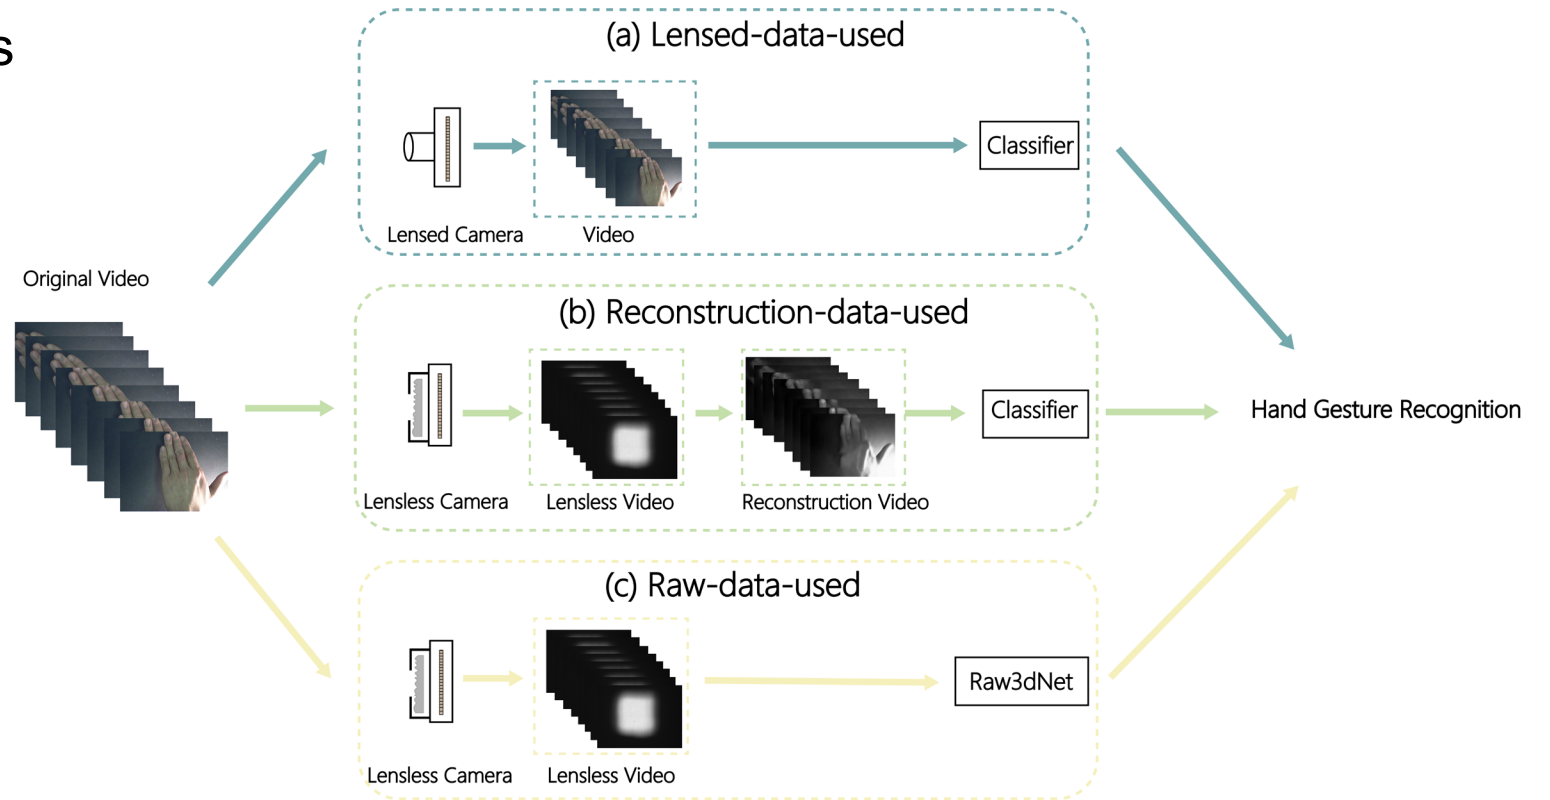 s
(a) Lensed-data-used
Classifier
Lensed Camera
Video
Original Video
(b) Reconstruction-data-used
Classifier
Lensless Camera
Lensless Video
Reconstruction Video
Hand Gesture Recognition
(c) Raw-data-used
Raw3dNet
Lensless Camera
Lensless Video